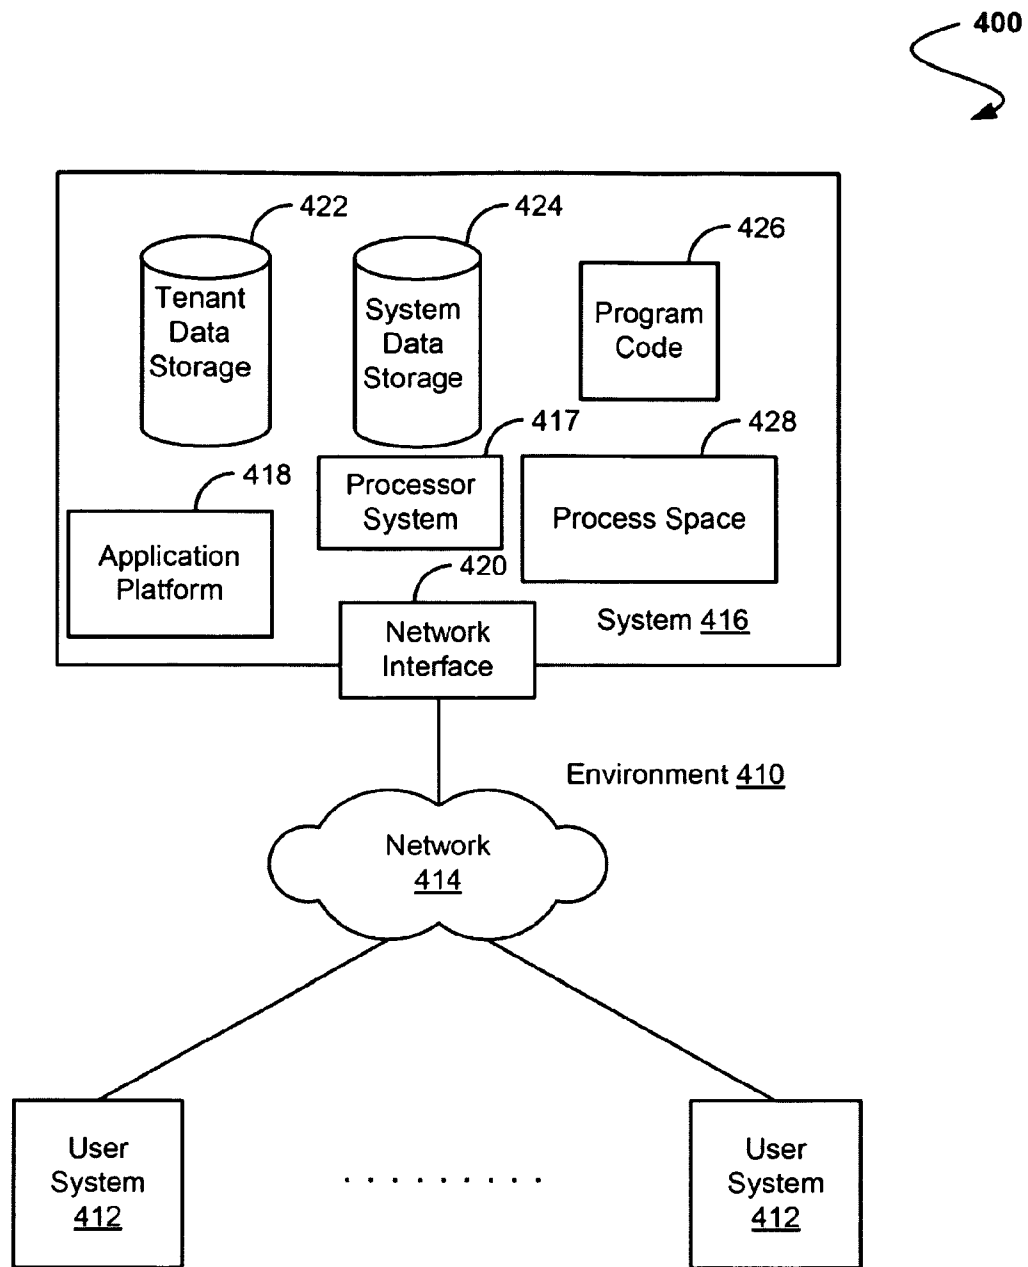 400
422
424
426
Tenant
Data
Storage
System
Data
Storage
Program
Code
417
428
418
Processor
System
Process Space
Application
Platform
420
System 416
Network
Interface
Environment 410
Network
414
User
System
412
. . . . . . . . .
User
System
412